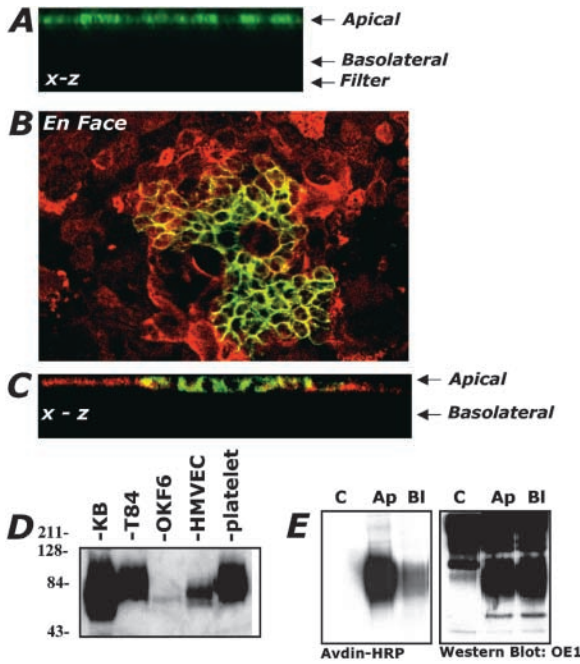 A
Apical
Basolateral
Filter
x-z
B
En Face
C
x - z
Apical
Basolateral
D
-KB
-T84
-OKF6
-HMVEC
-platelet
211-
128-
84-
43-
E
C Ap Bl
C Ap Bl
Avdin-HRP
Western Blot: OE1